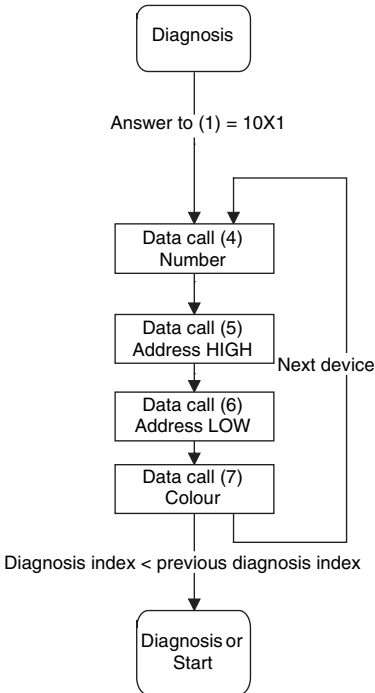 Diagnosis
Answer to (1) = 10X1
Data call (4)
Number
Data call (5)
Address HIGH
Next device
Data call (6)
Address LOW
Data call (7)
Colour
Diagnosis index < previous diagnosis index
Diagnosis or
Start